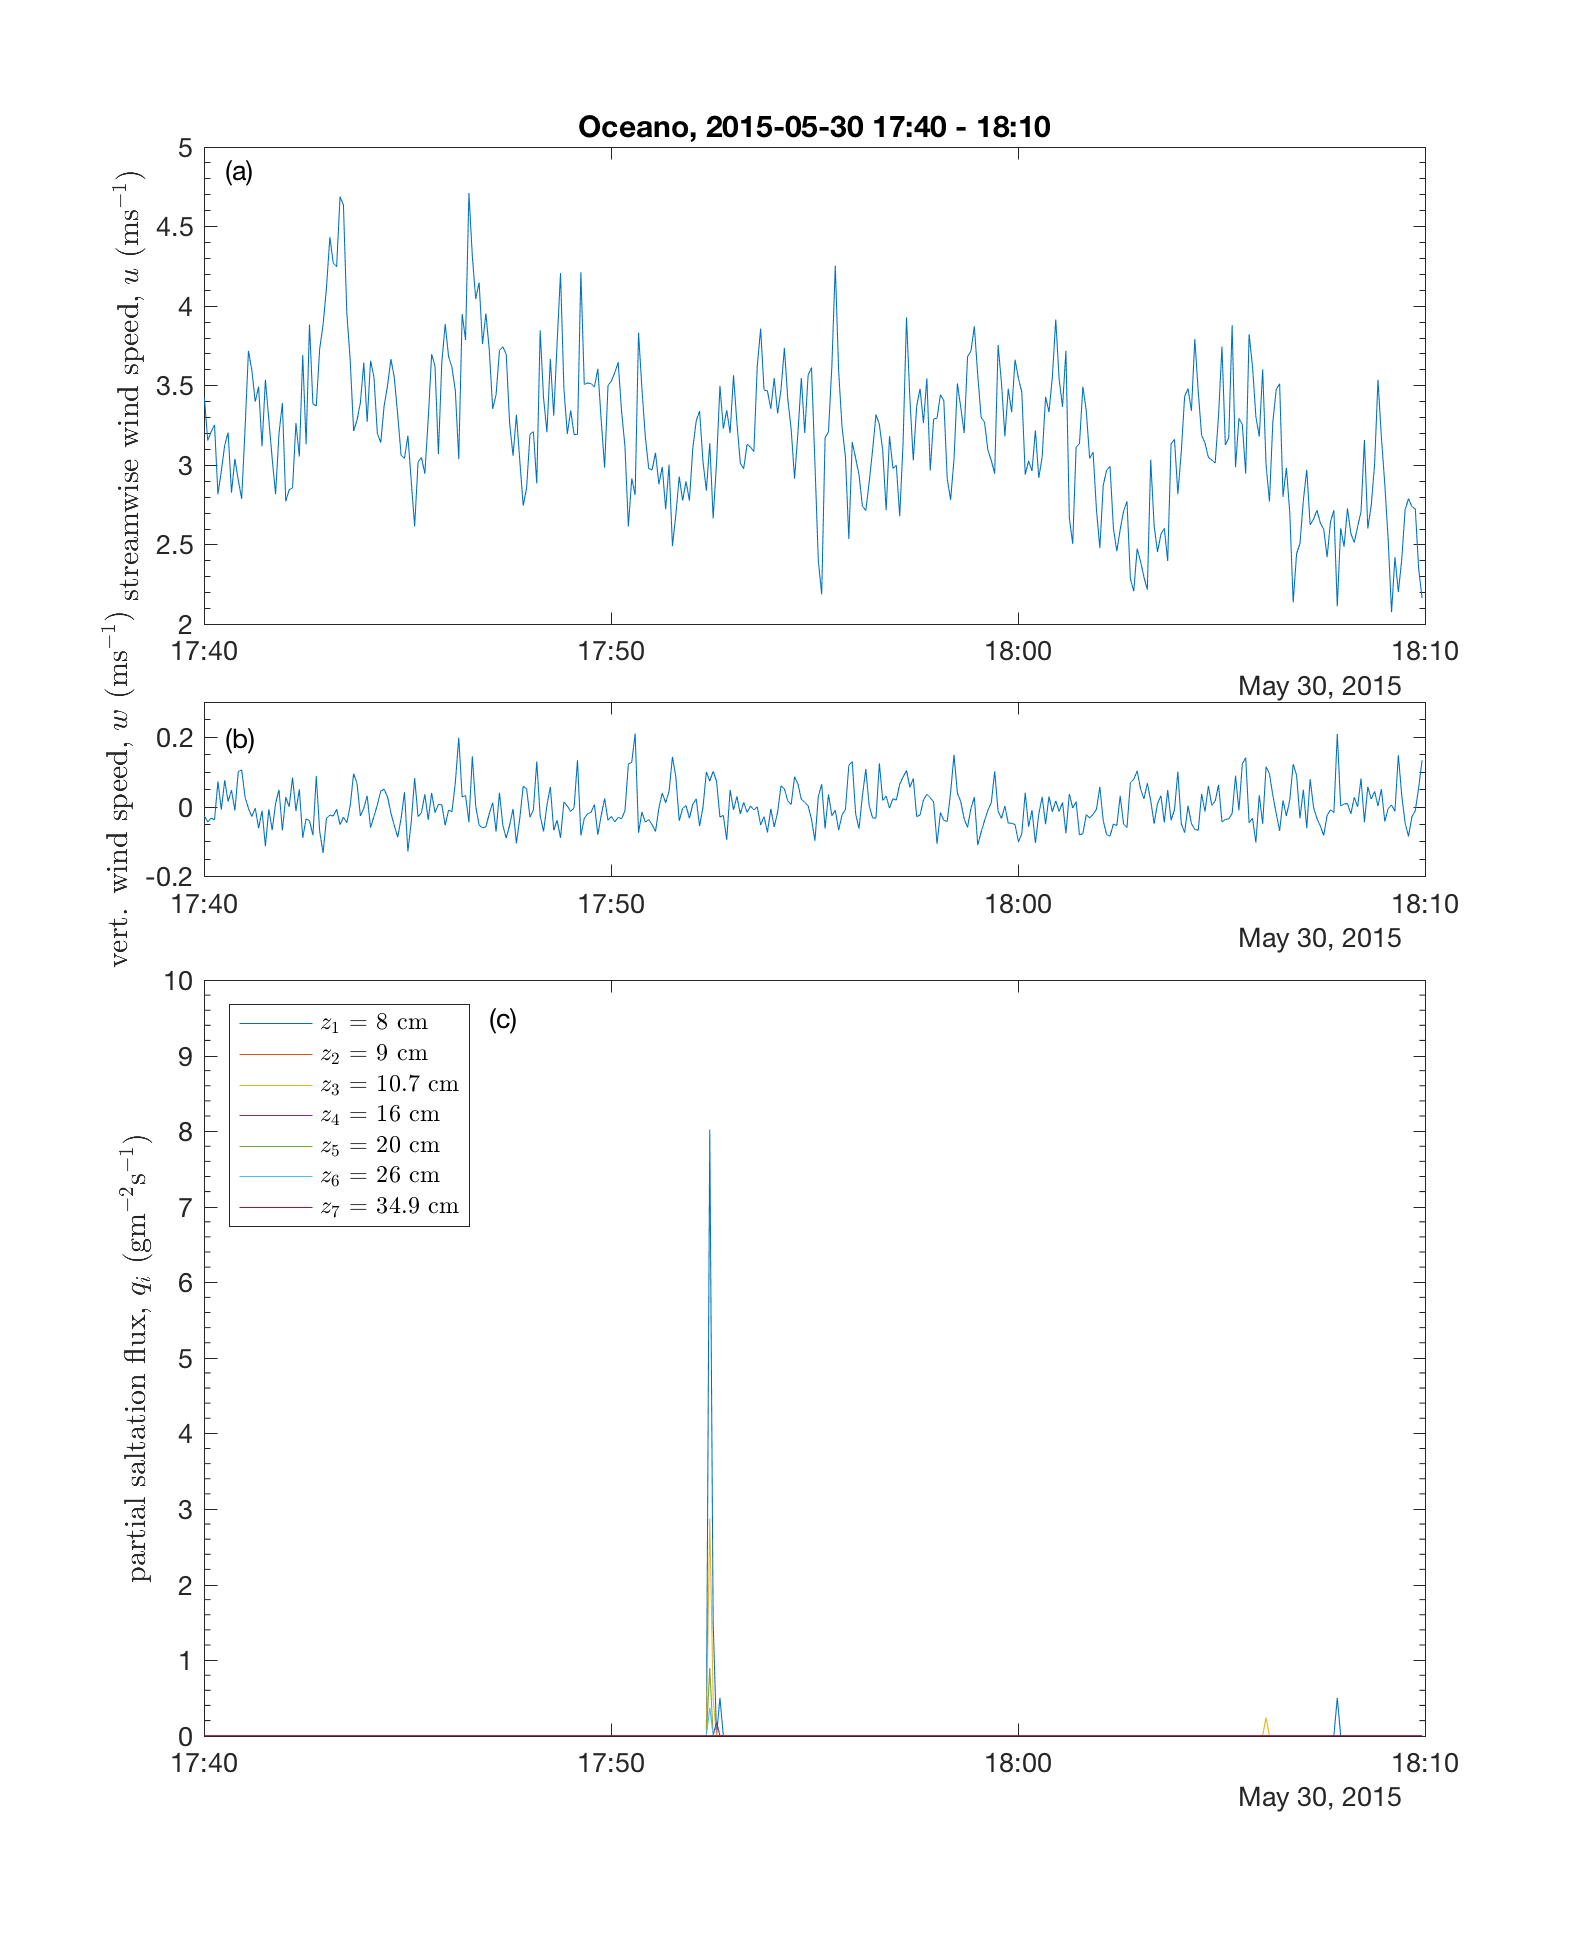 Oceano, 2015-05-30 17:40 - 18:10
(a)
streamwise wind speed, u (ms⁻¹)
5
4.5
4
3.5
3
2.5
2
17:40 17:50 18:00 18:10
May 30, 2015
(b)
vert. wind speed, w (ms⁻¹)
0.2
0
-0.2
17:40 17:50 18:00 18:10
May 30, 2015
(c)
partial saltation flux, qᵢ (gm⁻²s⁻¹)
10
9
8
7
6
5
4
3
2
1
0
z₁ = 8 cm
z₂ = 9 cm
z₃ = 10.7 cm
z₄ = 16 cm
z₅ = 20 cm
z₆ = 26 cm
z₇ = 34.9 cm
17:40 17:50 18:00 18:10
May 30, 2015